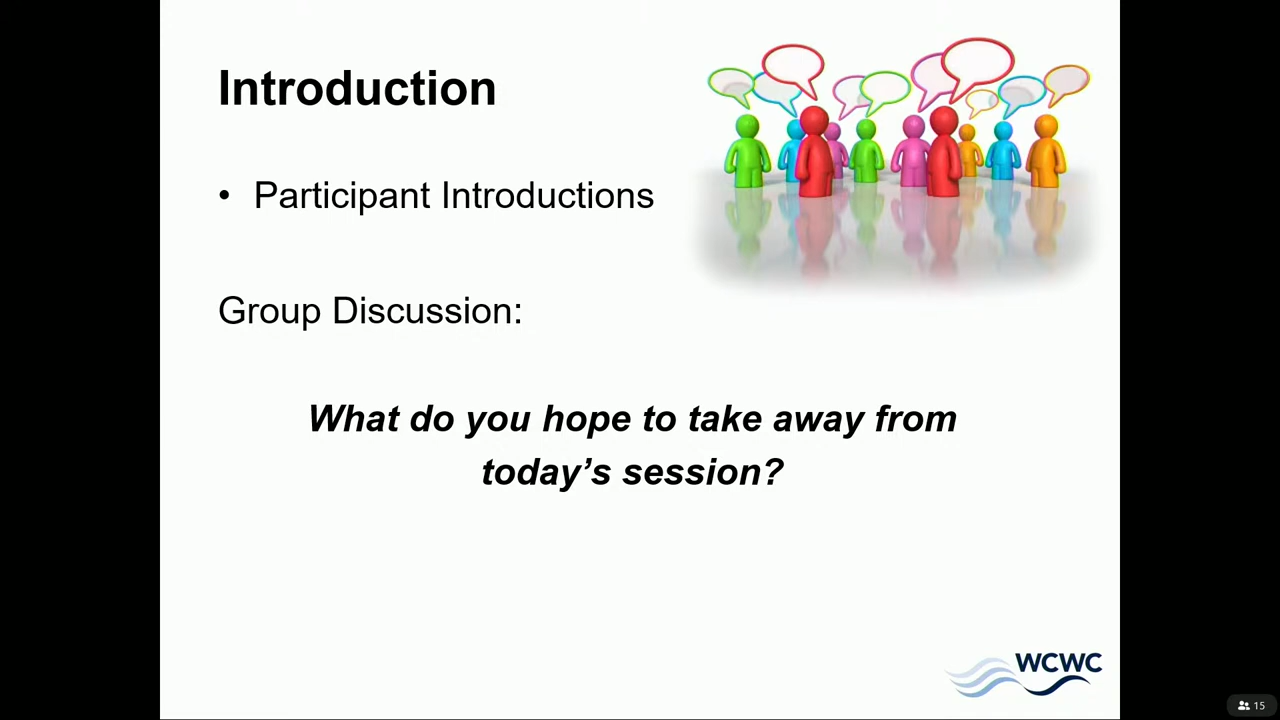 Introduction
• Participant Introductions
Group Discussion:
What do you hope to take away from
today’s session?
WCWC
15